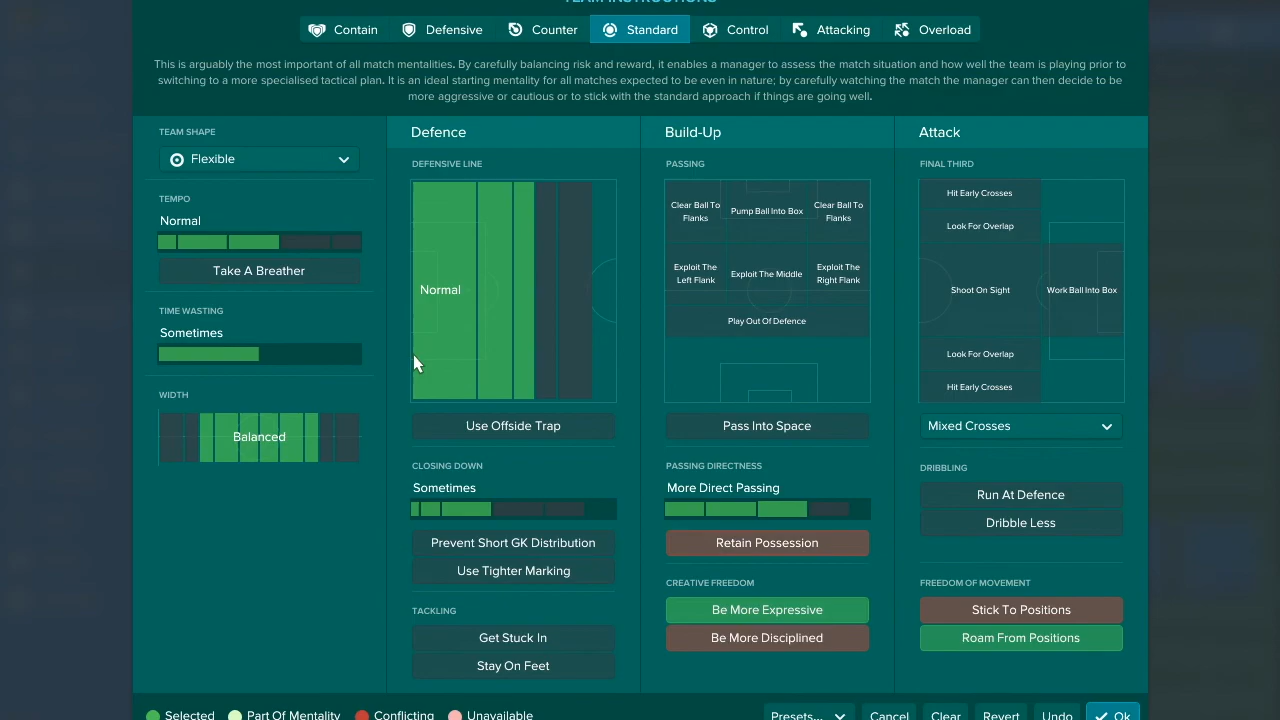 TEAM INSTRUCTIONS
Contain
Defensive
Counter
Standard
Control
Attacking
Overload
This is arguably the most important of all match mentalities. By carefully balancing risk and reward, it enables a manager to assess the match situation and how well the team is playing prior to
switching to a more specialised tactical plan. It is an ideal starting mentality for all matches expected to be even in nature; by carefully watching the match the manager can then decide to be
more aggressive or cautious or to stick with the standard approach if things are going well.
TEAM SHAPE
Flexible
TEMPO
Normal
Take A Breather
TIME WASTING
Sometimes
WIDTH
Balanced
Defence
DEFENSIVE LINE
Normal
Use Offside Trap
CLOSING DOWN
Sometimes
Prevent Short GK Distribution
Use Tighter Marking
TACKLING
Get Stuck In
Stay On Feet
Build-Up
PASSING
Clear Ball To
Flanks
Pump Ball Into Box
Clear Ball To
Flanks
Exploit The
Left Flank
Exploit The Middle
Exploit The
Right Flank
Play Out Of Defence
Pass Into Space
PASSING DIRECTNESS
More Direct Passing
Retain Possession
CREATIVE FREEDOM
Be More Expressive
Be More Disciplined
Attack
FINAL THIRD
Hit Early Crosses
Look For Overlap
Shoot On Sight
Work Ball Into Box
Look For Overlap
Hit Early Crosses
Mixed Crosses
DRIBBLING
Run At Defence
Dribble Less
FREEDOM OF MOVEMENT
Stick To Positions
Roam From Positions
Selected
Part Of Mentality
Conflicting
Unavailable
Presets...
Cancel
Clear
Revert
Undo
Ok